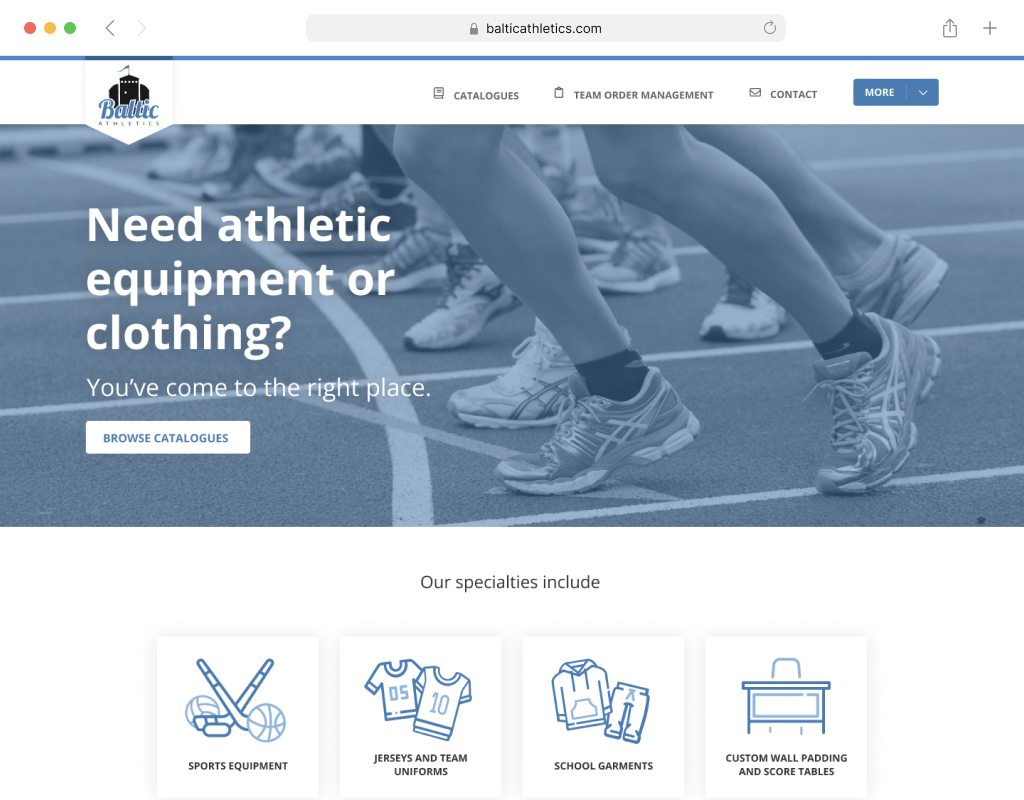 balticathletics.com
Baltic
ATHLETICS
CATALOGUES
TEAM ORDER MANAGEMENT
CONTACT
MORE
Need athletic
equipment or
clothing?
You’ve come to the right place.
BROWSE CATALOGUES
Our specialties include
05
10
SPORTS EQUIPMENT
JERSEYS AND TEAM
UNIFORMS
SCHOOL GARMENTS
CUSTOM WALL PADDING
AND SCORE TABLES